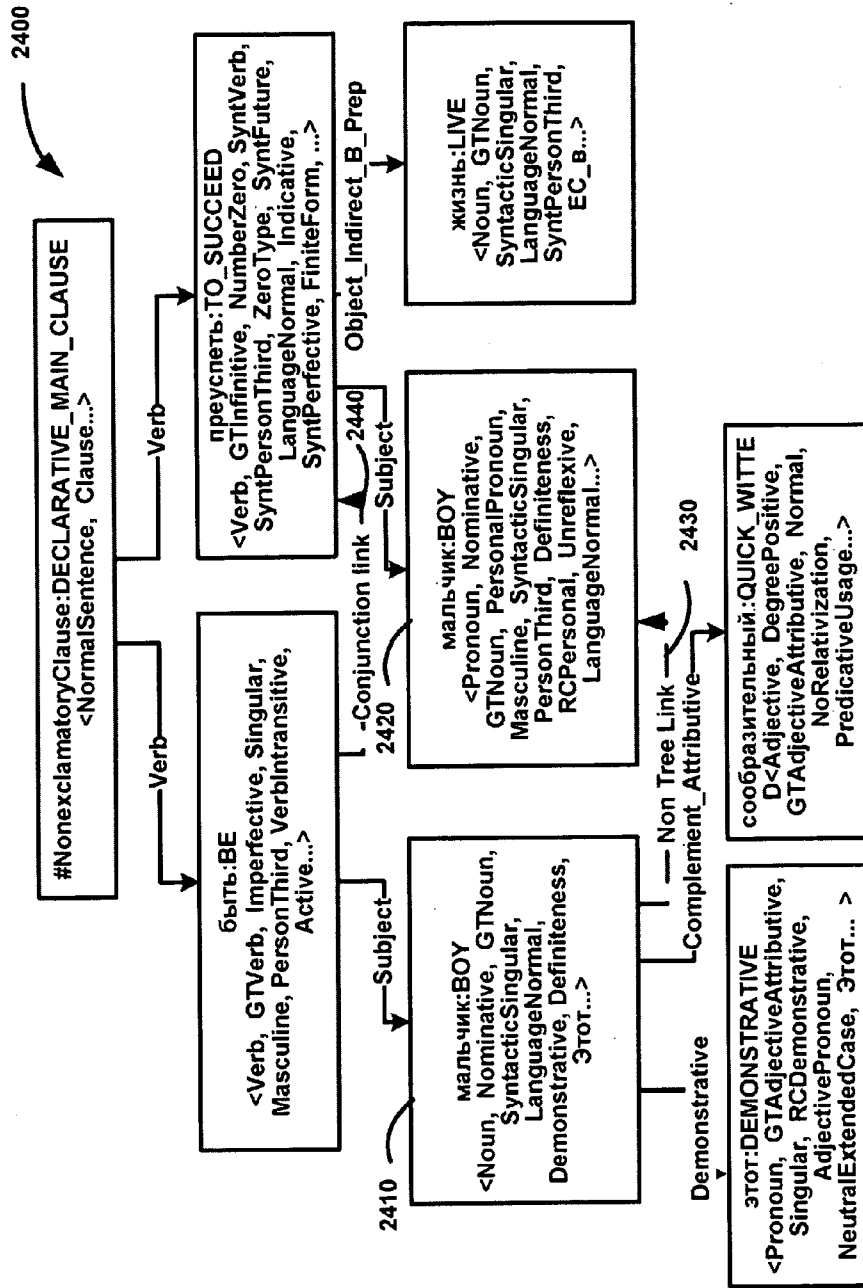 2400
#NonexclamatoryClause:DECLARATIVE_MAIN_CLAUSE
<NormalSentence, Clause...>
Verb
Verb
быть:BE
<Verb, GTVerb, Imperfective, Singular,
Masculine, PersonThird, VerbIntransitive,
Active...>
преуспеть:TO_SUCCEED
<Verb, GTInfinitive, NumberZero, SyntVerb,
SyntPersonThird, ZeroType, SyntFuture,
LanguageNormal, Indicative,
SyntPerfective, FiniteForm, ...>
Subject
Conjunction link
2440
Subject
Object_Indirect_B_Prep
2410
мальчик:BOY
<Noun, Nominative, GTNoun,
SyntacticSingular,
LanguageNormal,
Demonstrative, Definiteness,
Этот...>
2420
мальчик:BOY
<Pronoun, Nominative,
GTNoun, PersonalPronoun,
Masculine, SyntacticSingular,
PersonThird, Definiteness,
RCPersonal, Unreflexive,
LanguageNormal...>
жизнь:LIVE
<Noun, GTNoun,
SyntacticSingular,
LanguageNormal,
SyntPersonThird,
EC_в...>
Demonstrative
Non Tree Link
Complement_Attributive
2430
этот:DEMONSTRATIVE
<Pronoun, GTAdjectiveAttributive,
Singular, RCDemonstrative,
AdjectivePronoun,
NeutralExtendedCase, Этот... >
сообразительный:QUICK_WITTE
D<Adjective, DegreePositive,
GTAdjectiveAttributive, Normal,
NoRelativization,
PredicativeUsage...>